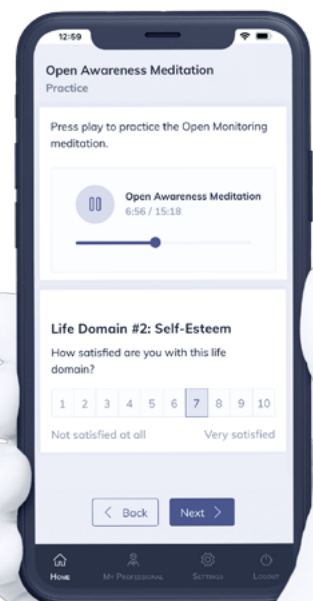 12:59
Open Awareness Meditation
Practice
Press play to practice the Open Monitoring
meditation.
Open Awareness Meditation
6:56 / 15:18
Life Domain #2: Self-Esteem
How satisfied are you with this life
domain?
1 2 3 4 5 6 7 8 9 10
Not satisfied at all Very satisfied
< Back Next >
Home My Professional Settings Logout